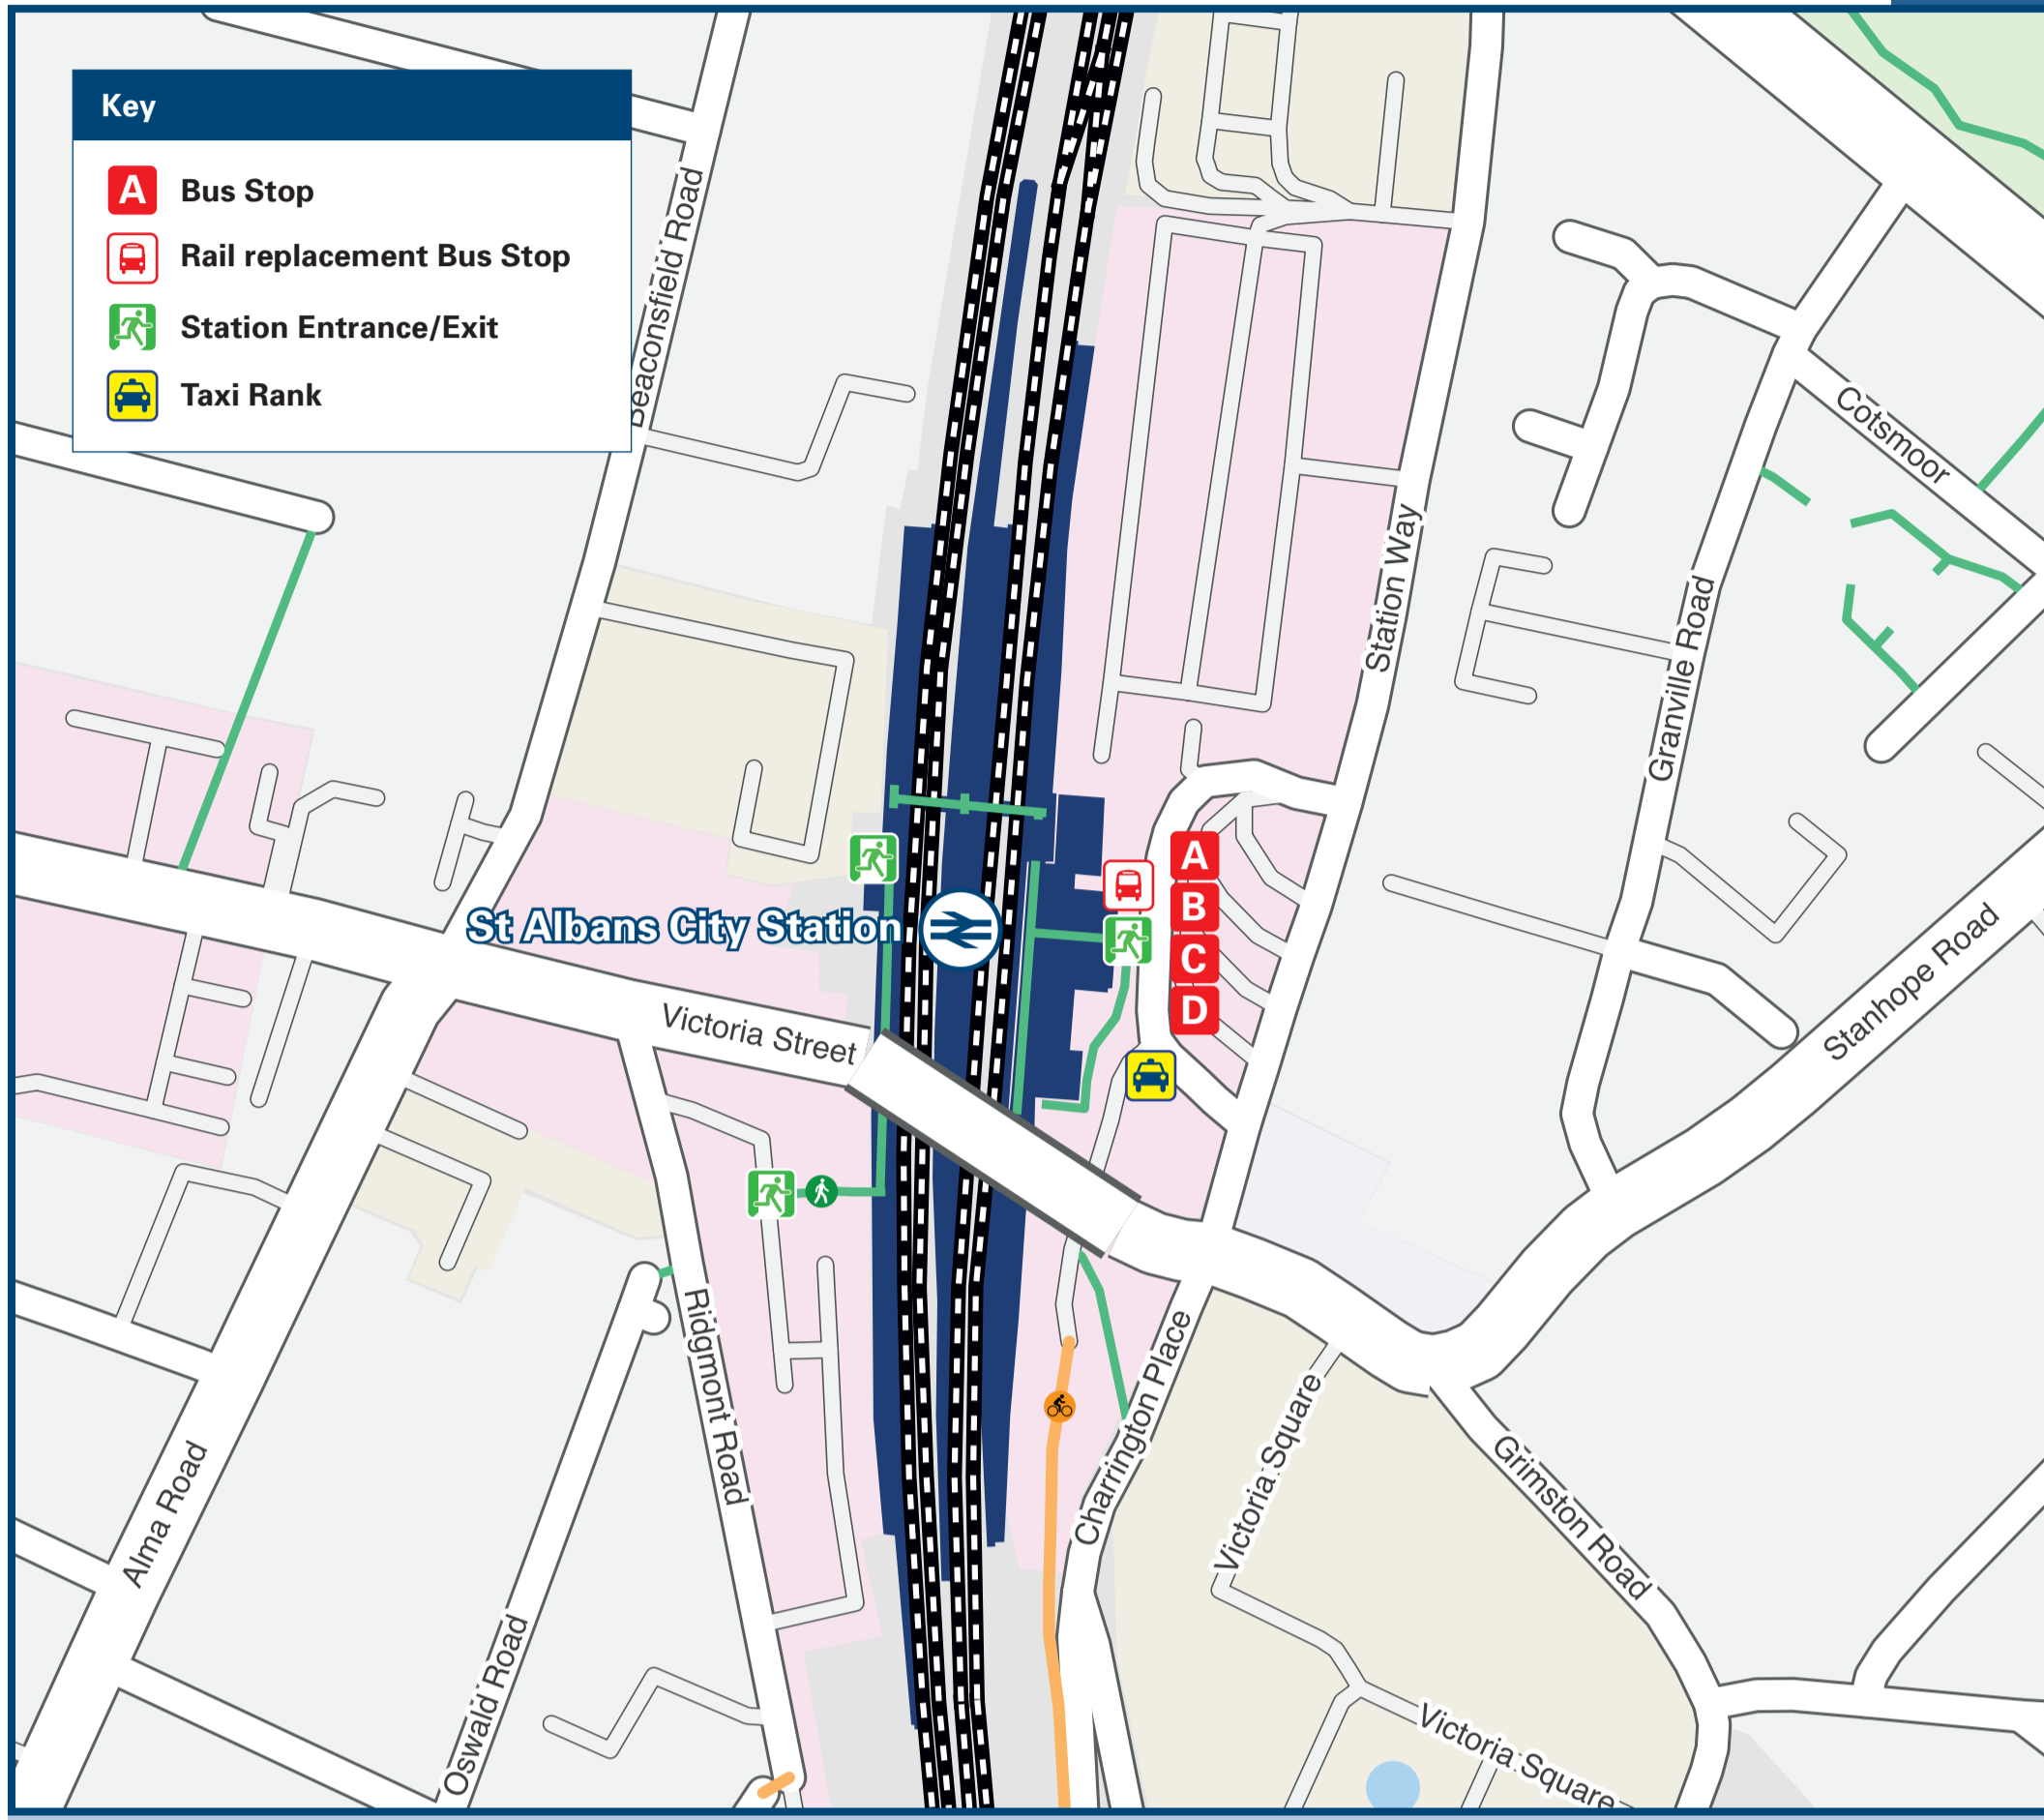 Key
A Bus Stop
Rail replacement Bus Stop
Station Entrance/Exit
Taxi Rank
Beaconsfield Road
Cotsmoor
Station Way
Granville Road
A
B
C
D
St Albans City Station
Stanhope Road
Victoria Street
Ridgmont Road
Charrington Place
Victoria Square
Grimston Road
Alma Road
Oswald Road
Victoria Square